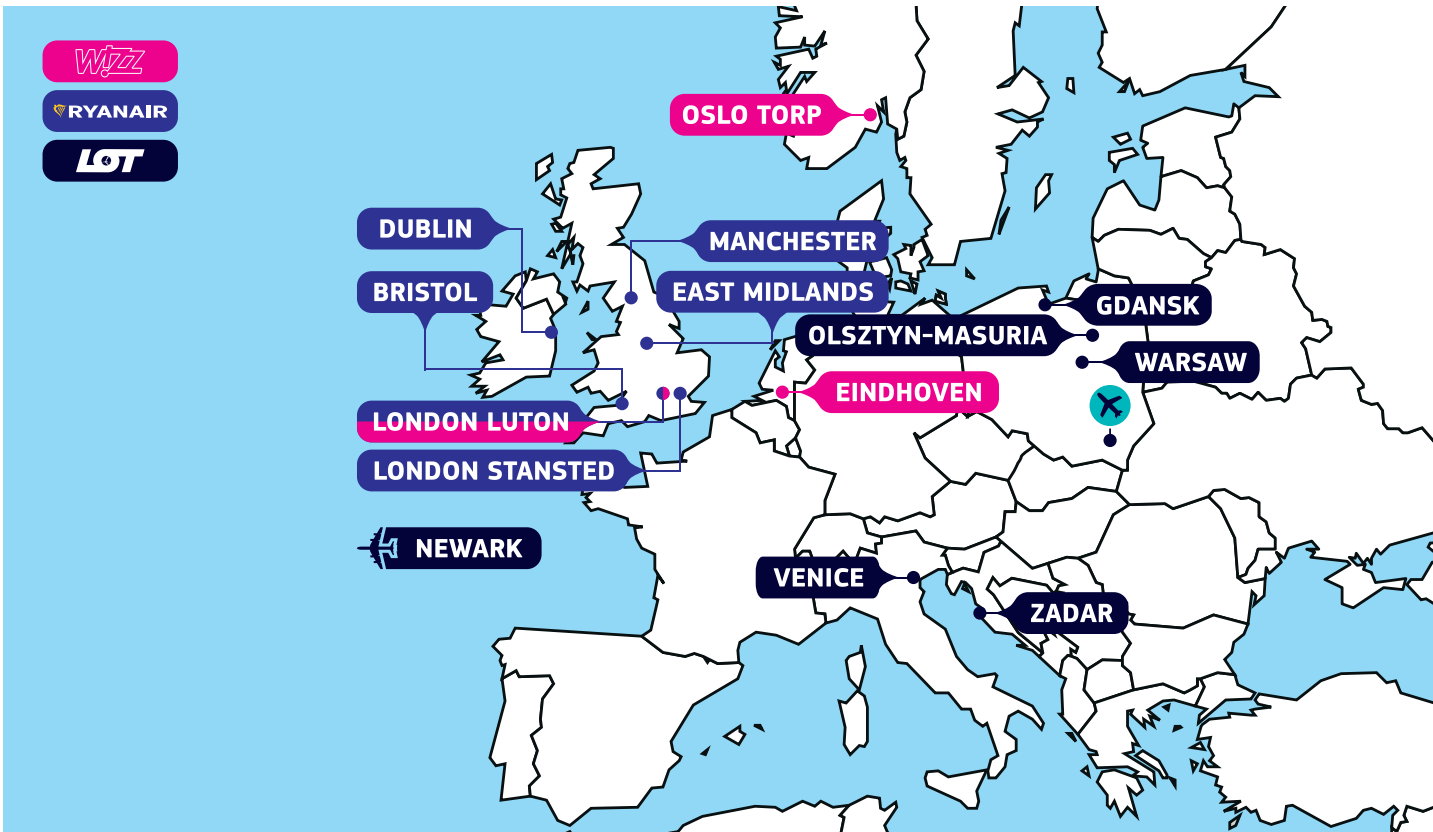 WIZZ
RYANAIR
LOT
OSLO TORP
DUBLIN
MANCHESTER
BRISTOL
EAST MIDLANDS
GDANSK
OLSZTYN-MASURIA
WARSAW
EINDHOVEN
LONDON LUTON
LONDON STANSTED
NEWARK
VENICE
ZADAR